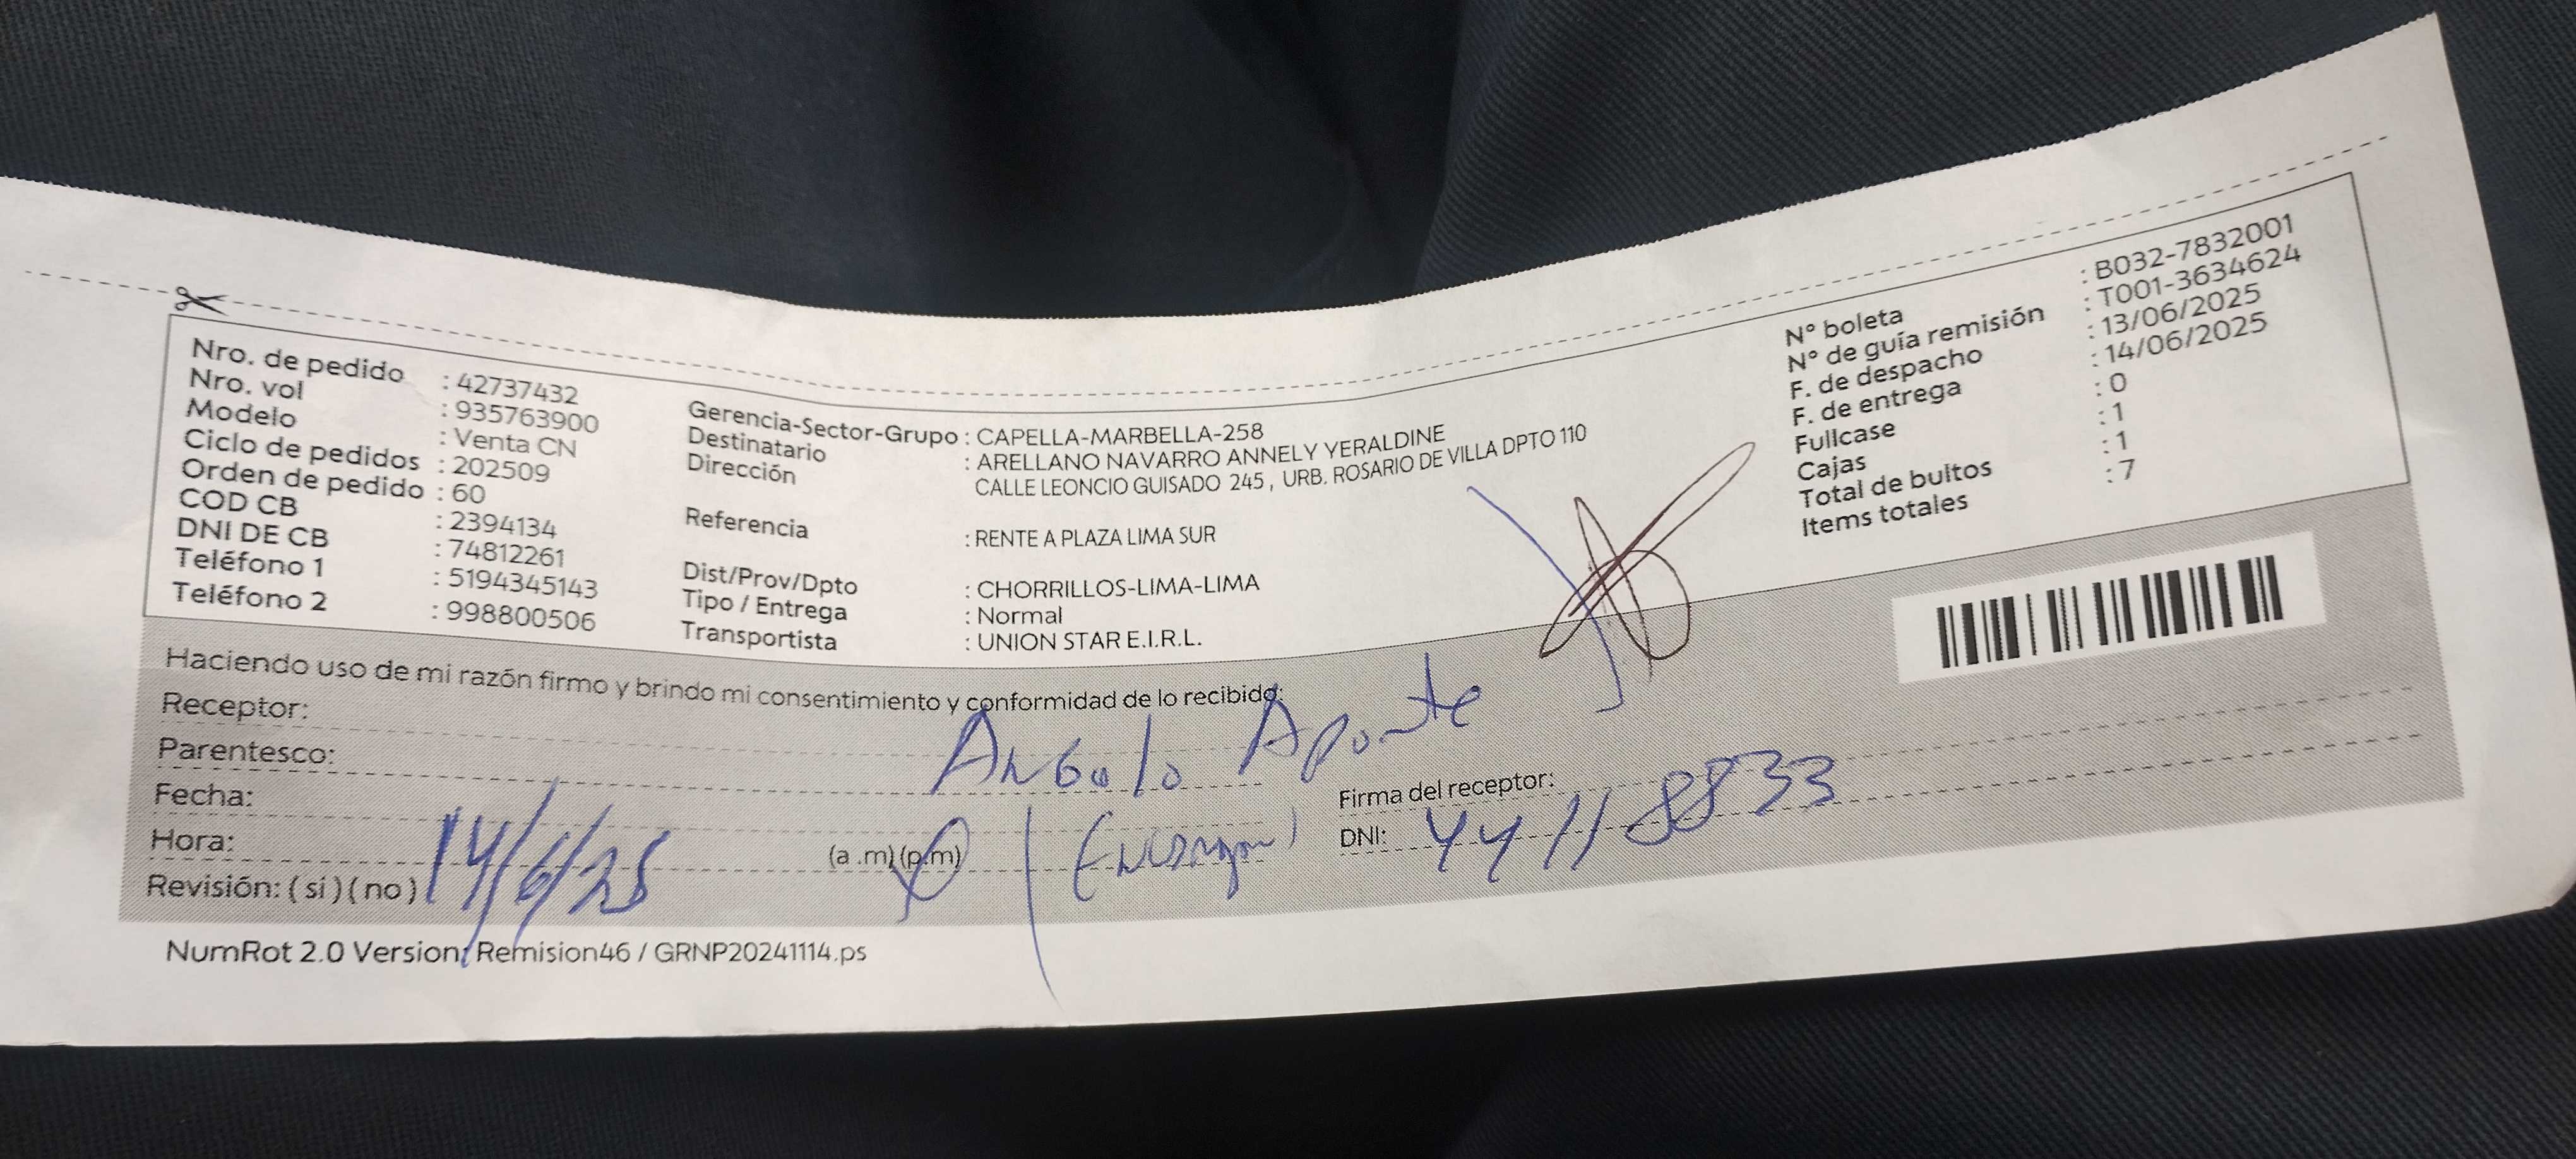 Nro. de pedido : 42737432
Nro. vol : 935763900
Modelo : Venta CN
Ciclo de pedidos : 202509
Orden de pedido : 60
COD CB : 2394134
DNI DE CB : 74812261
Teléfono 1 : 5194345143
Teléfono 2 : 998800506
Gerencia-Sector-Grupo : CAPELLA-MARBELLA-258
Destinatario : ARELLANO NAVARRO ANNELY YERALDINE
Dirección CALLE LEONCIO GUISADO 245 , URB. ROSARIO DE VILLA DPTO 110
Referencia : RENTE A PLAZA LIMA SUR
Dist/Prov/Dpto : CHORRILLOS-LIMA-LIMA
Tipo / Entrega : Normal
Transportista : UNION STAR E.I.R.L.
N° boleta : B032-7832001
N° de guía remisión : T001-3634624
F. de despacho : 13/06/2025
F. de entrega : 14/06/2025
Fullcase : 0
Cajas : 1
Total de bultos : 1
Items totales : 7
Haciendo uso de mi razón firmo y brindo mi consentimiento y conformidad de lo recibido:
Receptor:
Aponte
Parentesco:
Fecha:
Firma del receptor:
Hora: (a .m)(p.m)
DNI: 44118833
Revisión: ( sí ) ( no ) 14/6/25
NumRot 2.0 Version: Remision46 / GRNP20241114.ps